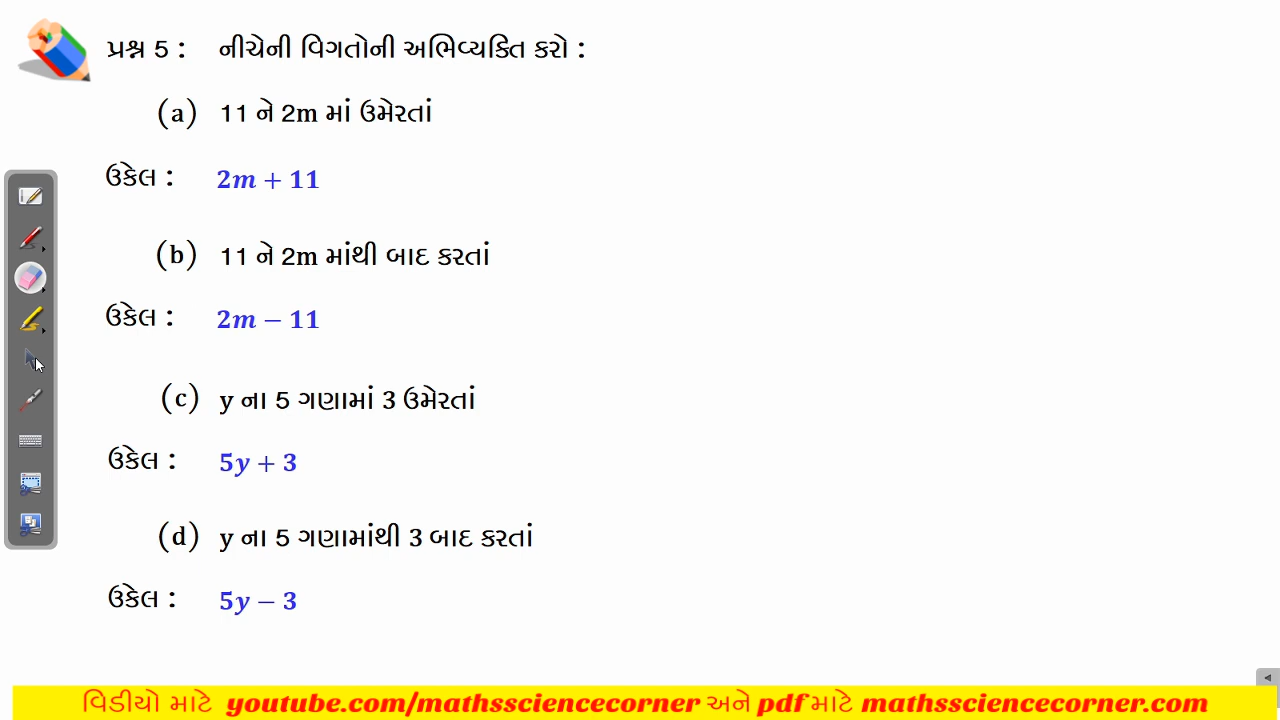 પ્રશ્ન 5 : નીચેની વિગતોની અભિવ્યક્તિ કરો :
(a) 11 ને 2m માં ઉમેરતાં
ઉકેલ : 2m + 11
(b) 11 ને 2m માંથી બાદ કરતાં
ઉકેલ : 2m − 11
(c) y ના 5 ગણામાં 3 ઉમેરતાં
ઉકેલ : 5y + 3
(d) y ના 5 ગણામાંથી 3 બાદ કરતાં
ઉકેલ : 5y − 3
વિડીયો માટે youtube.com/mathssciencecorner અને pdf માટે mathssciencecorner.com